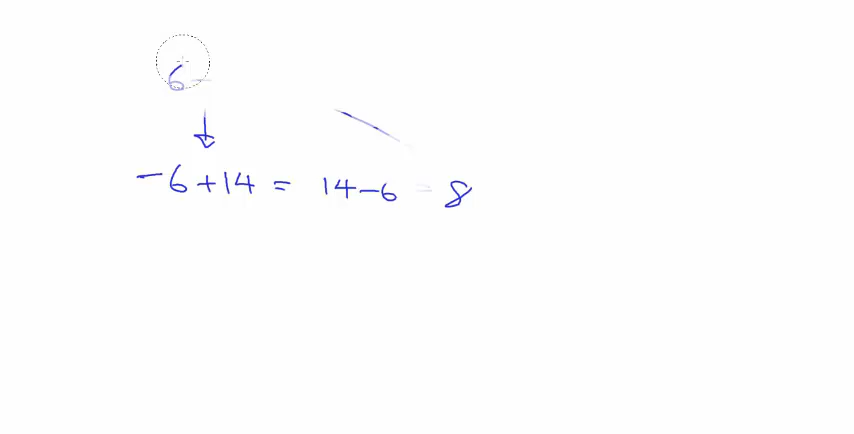 6 -
-6+14 = 14-6 = 8